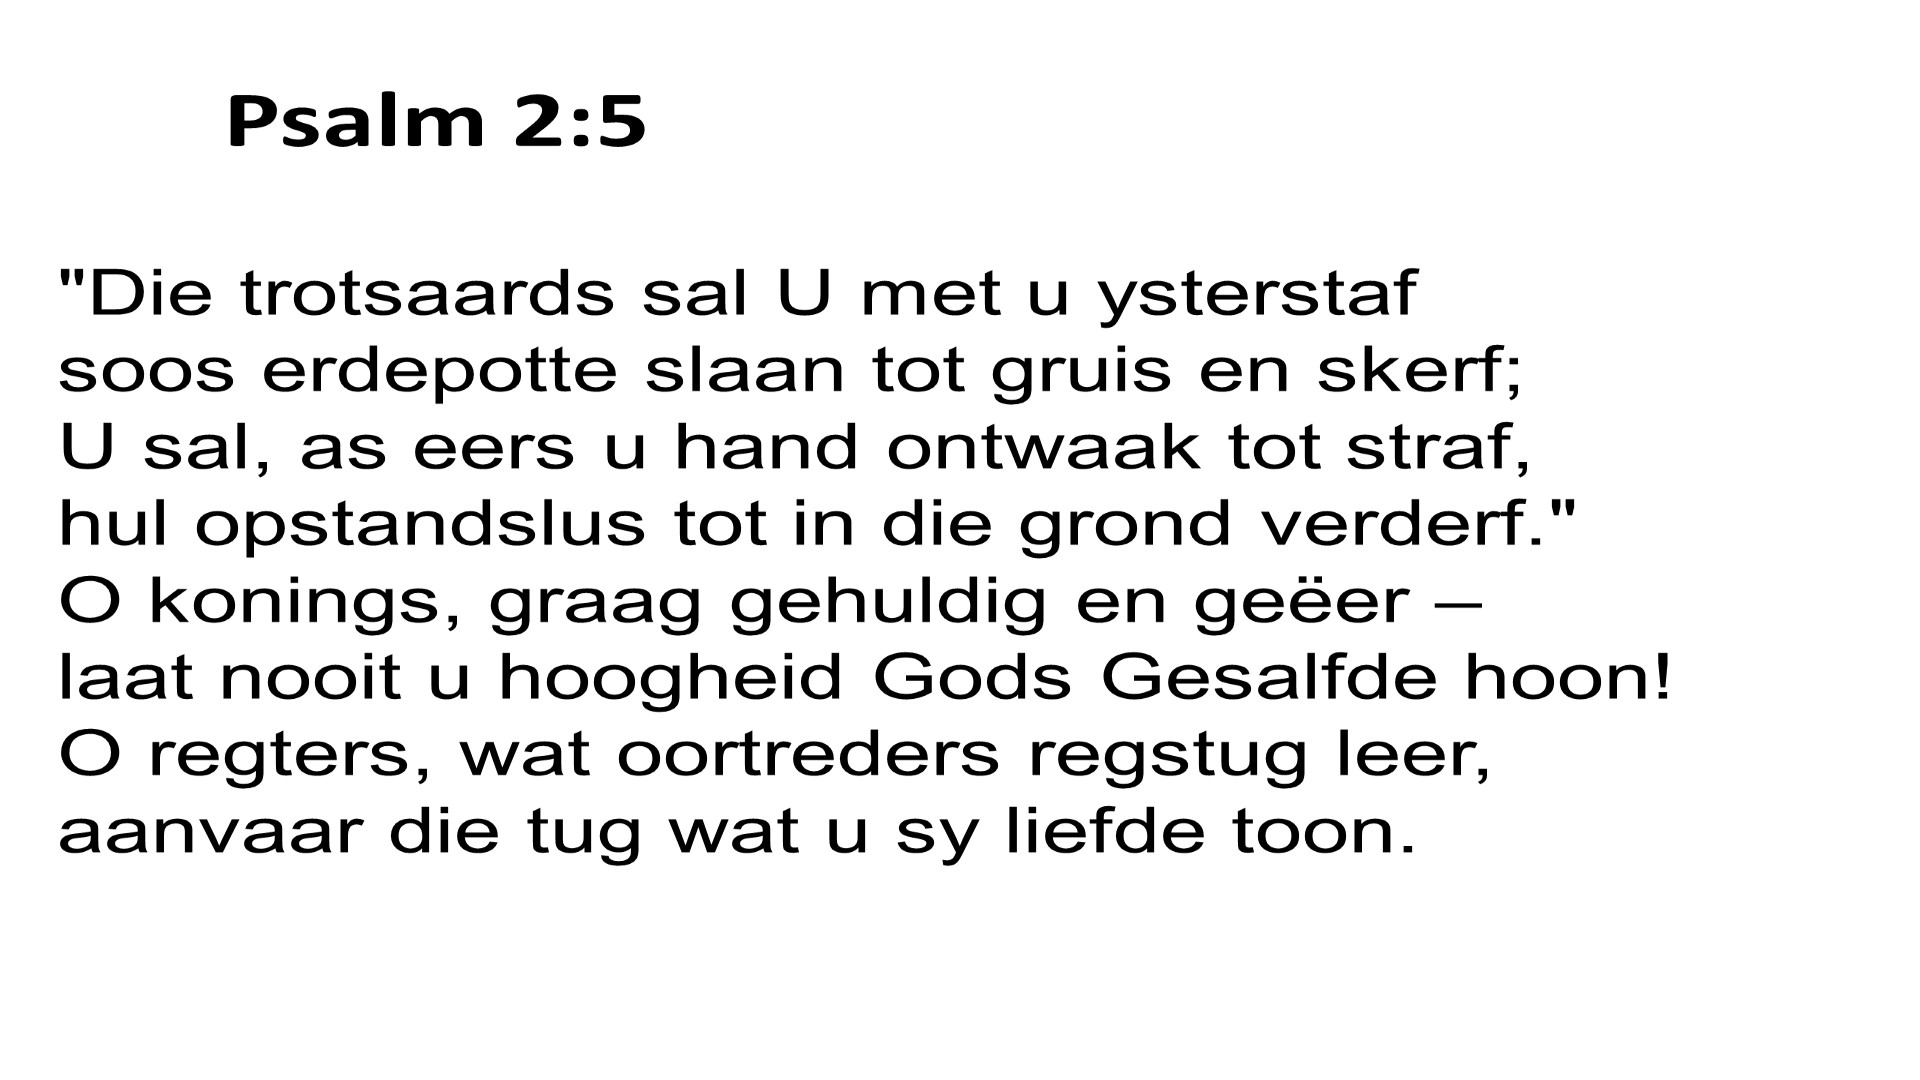 Psalm 2:5
"Die trotsaards sal U met u ysterstaf
soos erdepotte slaan tot gruis en skerf;
U sal, as eers u hand ontwaak tot straf,
hul opstandslus tot in die grond verderf."
O konings, graag gehuldig en geëer –
laat nooit u hoogheid Gods Gesalfde hoon!
O regters, wat oortreders regstug leer,
aanvaar die tug wat u sy liefde toon.